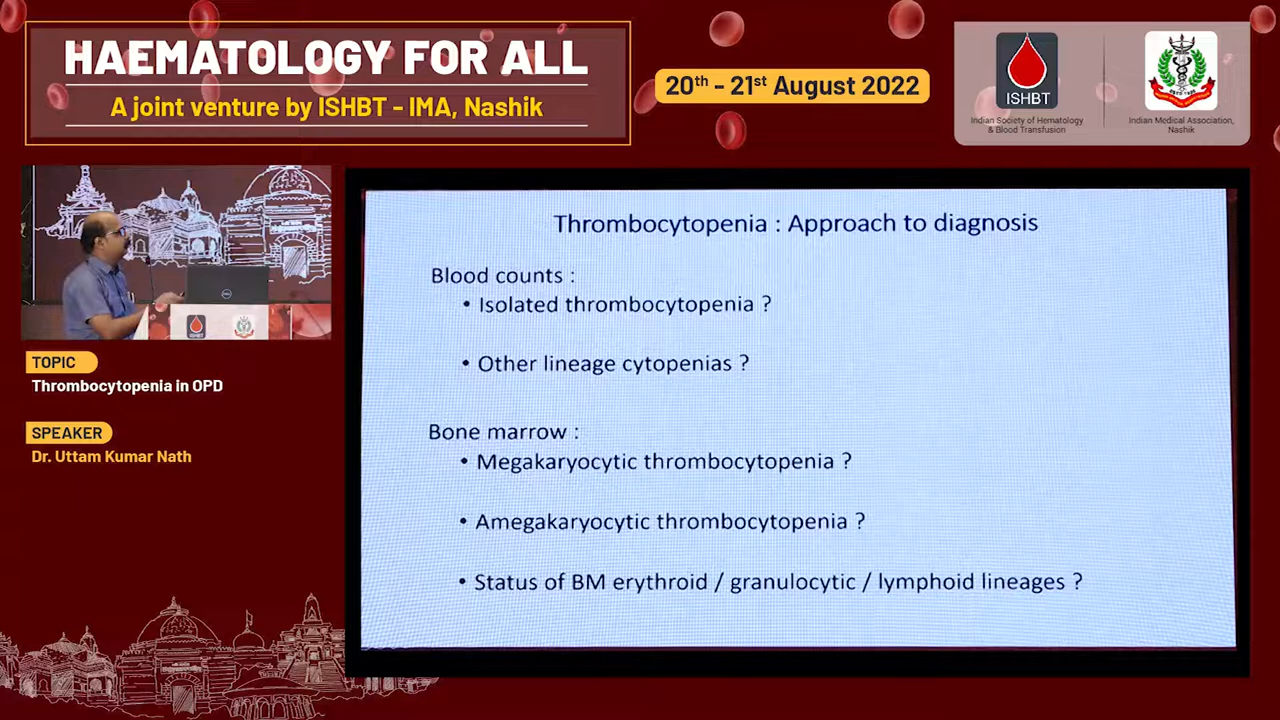 HAEMATOLOGY FOR ALL
A joint venture by ISHBT - IMA, Nashik
20th - 21st August 2022
ISHBT
Indian Society of Hematology
& Blood Transfusion
Indian Medical Association,
Nashik
TOPIC
Thrombocytopenia in OPD
SPEAKER
Dr. Uttam Kumar Nath
Thrombocytopenia : Approach to diagnosis
Blood counts :
• Isolated thrombocytopenia ?
• Other lineage cytopenias ?
Bone marrow :
• Megakaryocytic thrombocytopenia ?
• Amegakaryocytic thrombocytopenia ?
• Status of BM erythroid / granulocytic / lymphoid lineages ?